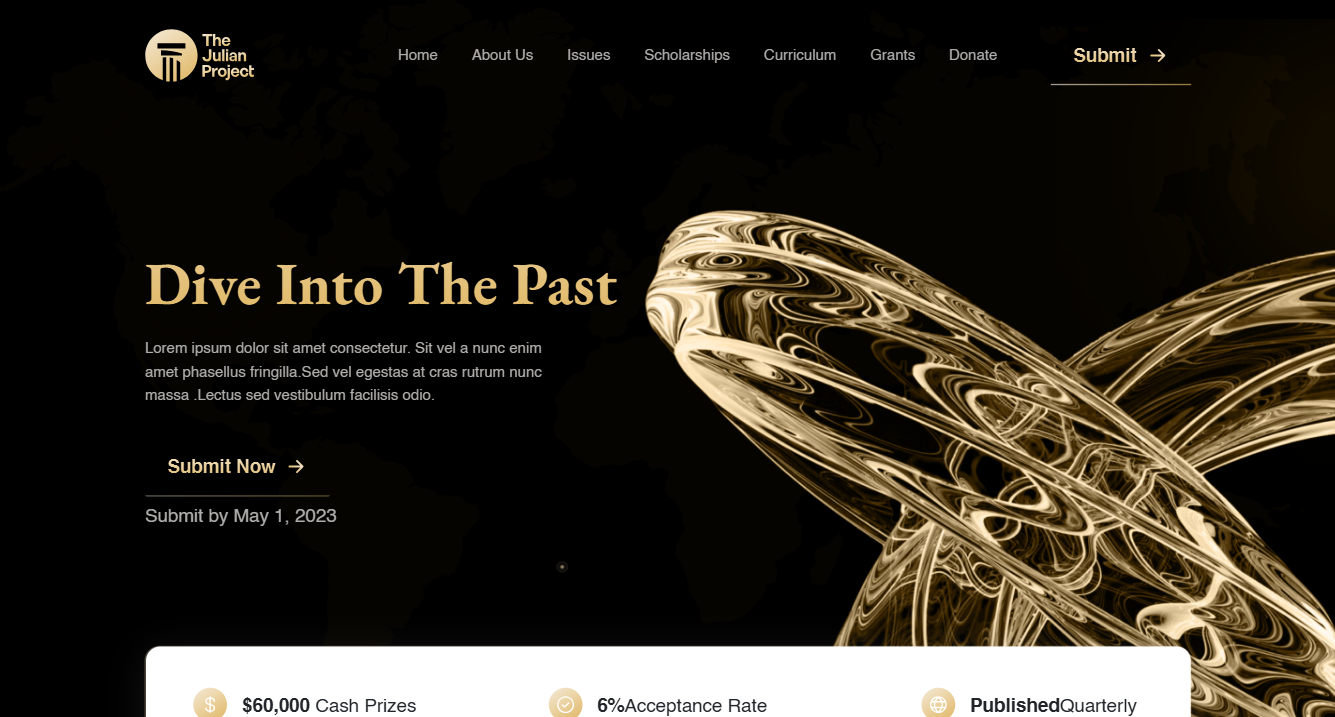 The
Julian
Project
Home About Us Issues Scholarships Curriculum Grants Donate Submit
Dive Into The Past
Lorem ipsum dolor sit amet consectetur. Sit vel a nunc enim
amet phasellus fringilla.Sed vel egestas at cras rutrum nunc
massa .Lectus sed vestibulum facilisis odio.
Submit Now
Submit by May 1, 2023
$60,000 Cash Prizes 6%Acceptance Rate PublishedQuarterly